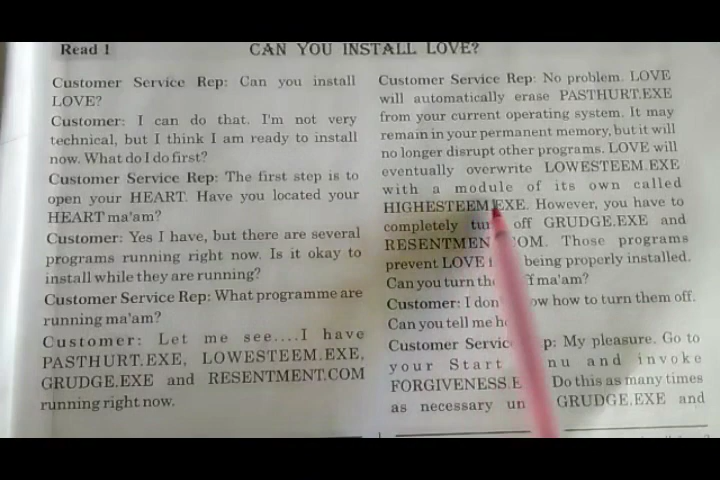 Read 1
CAN YOU INSTALL LOVE?
Customer Service Rep: Can you install
LOVE?
Customer: I can do that. I'm not very
technical, but I think I am ready to install
now. What do I do first?
Customer Service Rep: The first step is to
open your HEART. Have you located your
HEART ma'am?
Customer: Yes I have, but there are several
programs running right now. Is it okay to
install while they are running?
Customer Service Rep: What programme are
running ma'am?
Customer: Let me see....I have
PASTHURT.EXE, LOWESTEEM.EXE,
GRUDGE.EXE and RESENTMENT.COM
running right now.
Customer Service Rep: No problem. LOVE
will automatically erase PASTHURT.EXE
from your current operating system. It may
remain in your permanent memory, but it will
no longer disrupt other programs. LOVE will
eventually overwrite LOWESTEEM.EXE
with a module of its own called
HIGHESTEEM.EXE. However, you have to
completely off GRUDGE.EXE and
Those programs
prevent LOVE being properly installed.
Can you turn ma'am?
Customer: I how to turn them off.
Can you tell me
Customer My pleasure. Go to
your Start and invoke
Do this as many times
as necessary GRUDGE.EXE and